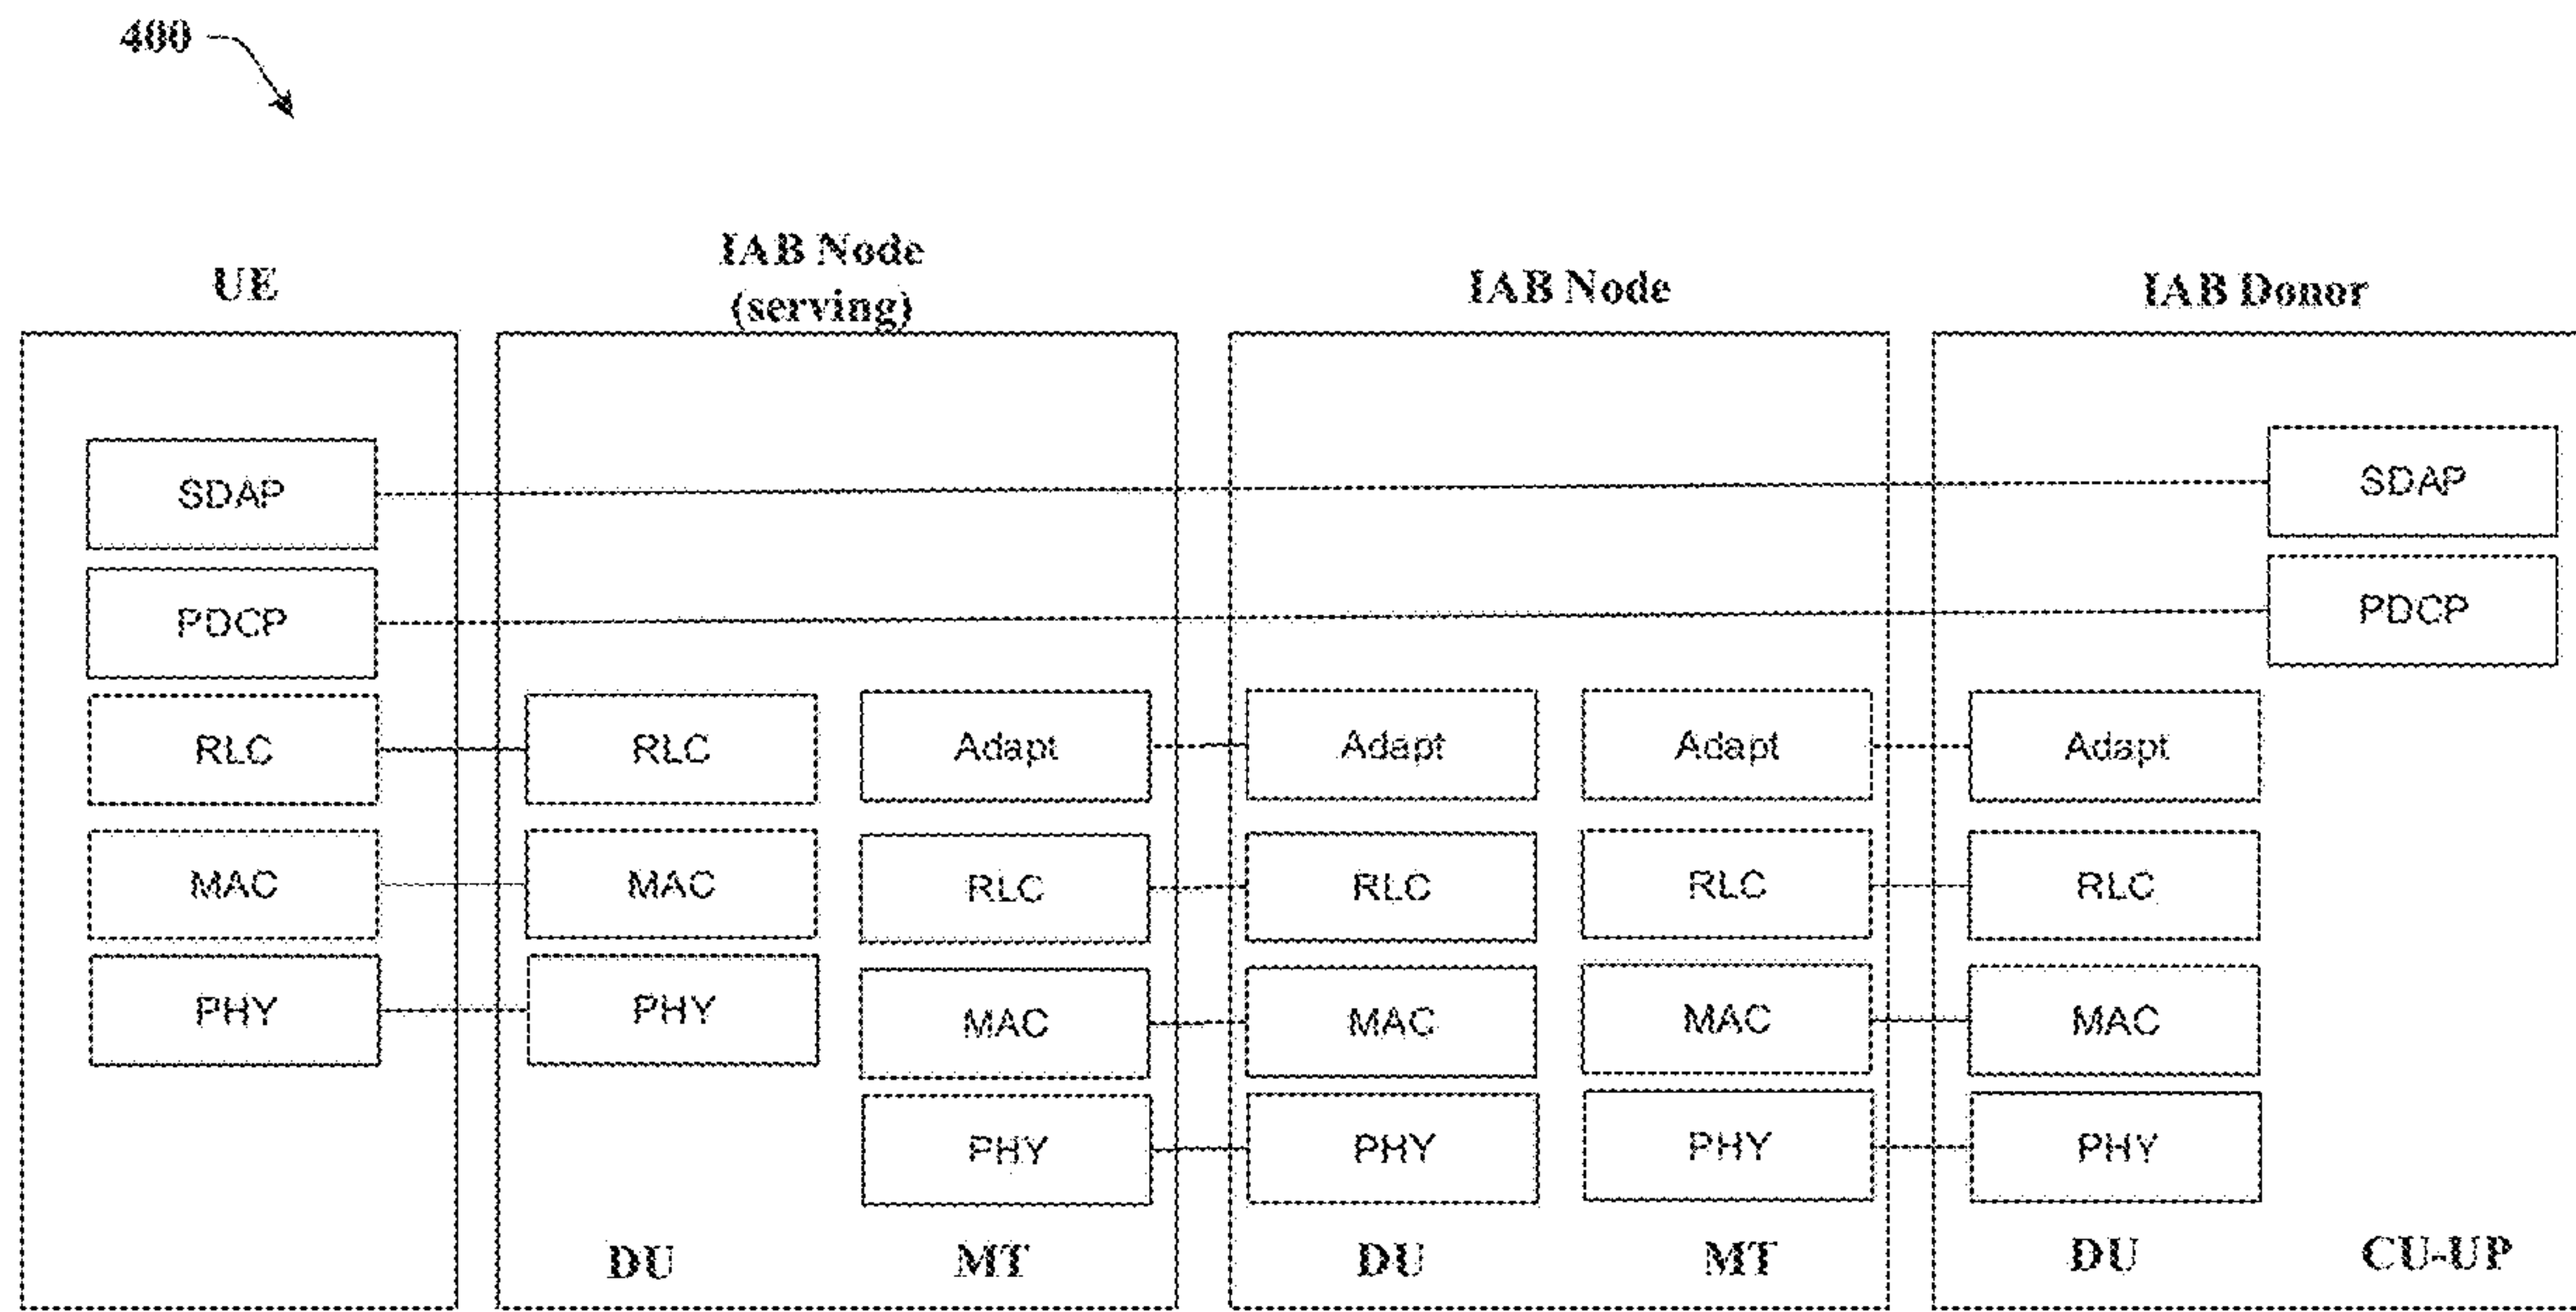 400
UE
IAB Node
(serving)
IAB Node
IAB Donor
SDAP
SDAP
PDCP
PDCP
RLC
RLC
Adapt
Adapt
Adapt
Adapt
MAC
MAC
RLC
RLC
RLC
RLC
PHY
PHY
MAC
MAC
MAC
MAC
PHY
PHY
PHY
PHY
DU
MT
DU
MT
DU
CU-UP